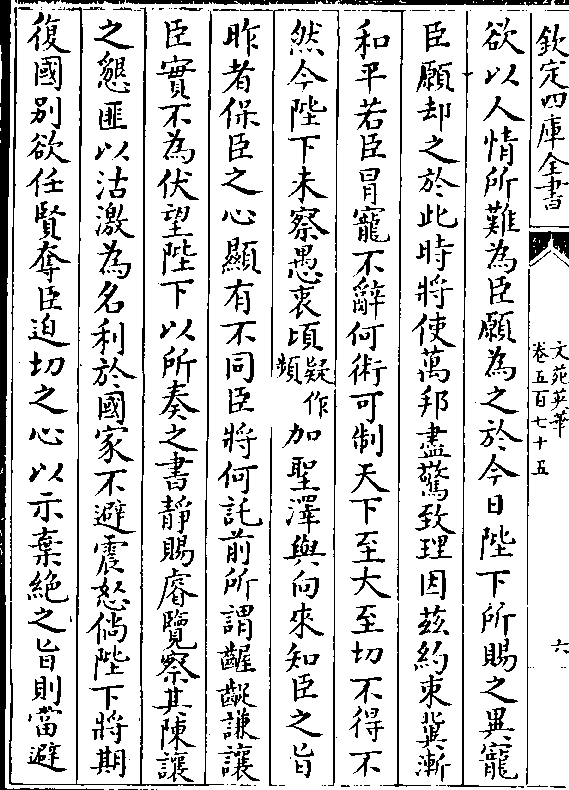 欽定四庫全書
文苑英華
卷五百七十五
六
欲以人情所難為臣願為之於今日陛下所賜之異寵
臣願却之於此時將使萬邦盡驚致理因茲約束冀漸
和平若臣冒寵不辭何術可制天下至大至切不得不
然今陛下未察愚衷頃疑作頻加聖澤與向來知臣之旨
昨者保臣之心顯有不同臣將何託前所謂齷齪謙讓
臣實不為伏望陛下以所奏之書靜賜睿覽察其陳讓
之懇匪以沽激為名利於國家不避震怒倘陛下將期
復國别欲任賢奪臣迫切之心以示棄絶之旨則當避